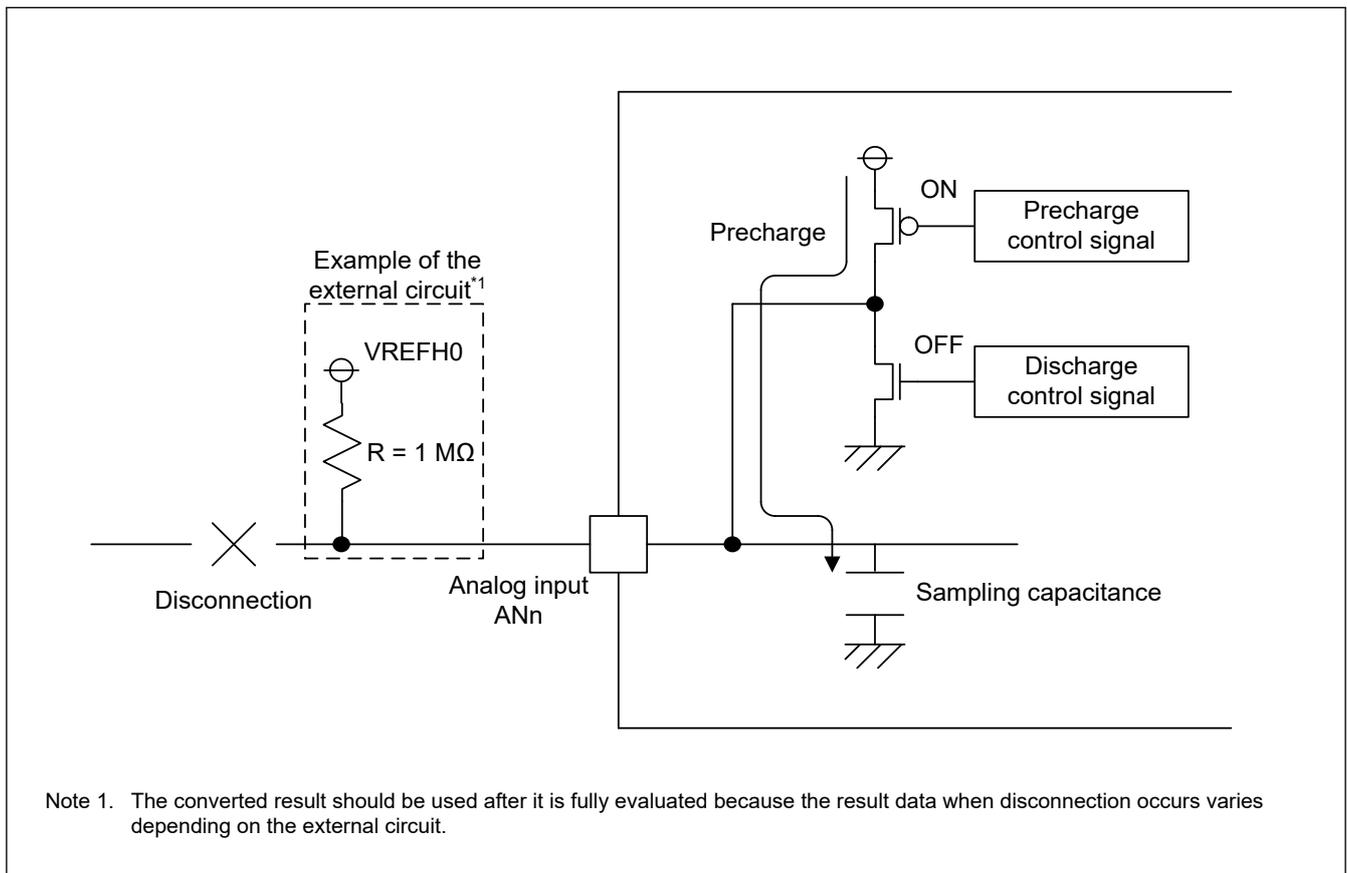 ON
Precharge
control signal
Precharge
Example of the
external circuit*1
VREFH0
OFF
Discharge
control signal
R = 1 MΩ
Analog input
ANn
Disconnection
Sampling capacitance
Note 1. The converted result should be used after it is fully evaluated because the result data when disconnection occurs varies
depending on the external circuit.